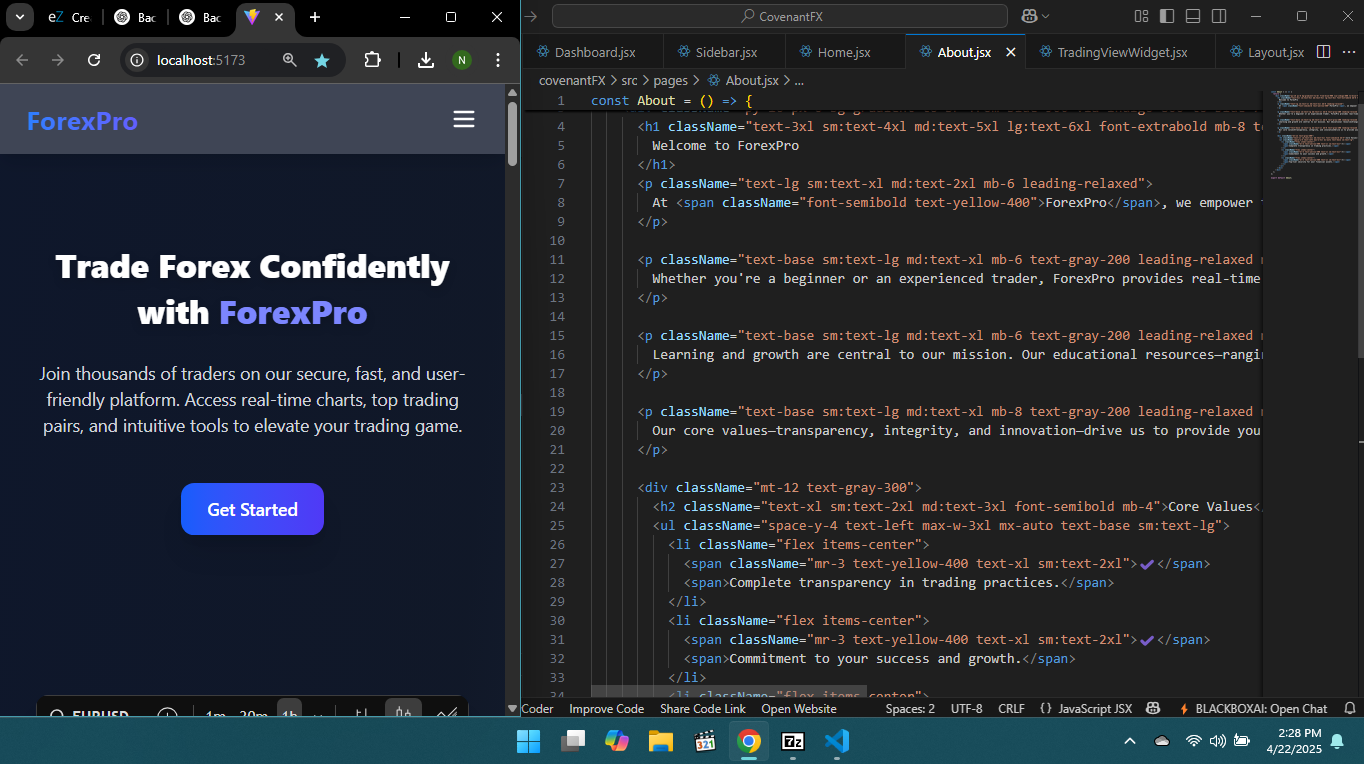 eZ Cre
Bac
Bac
localhost:5173
N
ForexPro
Trade Forex Confidently
with ForexPro
Join thousands of traders on our secure, fast, and user-
friendly platform. Access real-time charts, top trading
pairs, and intuitive tools to elevate your trading game.
Get Started
EURUSD 1m 30m 1h
CovenantFX
Dashboard.jsx Sidebar.jsx Home.jsx About.jsx TradingViewWidget.jsx Layout.jsx
covenantFX > src > pages > About.jsx > ...
1 const About = () => {
4 <h1 className="text-3xl sm:text-4xl md:text-5xl lg:text-6xl font-extrabold mb-8
5 Welcome to ForexPro
6 </h1>
7 <p className="text-lg sm:text-xl md:text-2xl mb-6 leading-relaxed">
8 At <span className="font-semibold text-yellow-400">ForexPro</span>, we empower
9 </p>
10
11 <p className="text-base sm:text-lg md:text-xl mb-6 text-gray-200 leading-relaxed
12 Whether you're a beginner or an experienced trader, ForexPro provides real-time
13 </p>
14
15 <p className="text-base sm:text-lg md:text-xl mb-6 text-gray-200 leading-relaxed
16 Learning and growth are central to our mission. Our educational resources—rangin
17 </p>
18
19 <p className="text-base sm:text-lg md:text-xl mb-8 text-gray-200 leading-relaxed
20 Our core values—transparency, integrity, and innovation—drive us to provide you
21 </p>
22
23 <div className="mt-12 text-gray-300">
24 <h2 className="text-xl sm:text-2xl md:text-3xl font-semibold mb-4">Core Values<
25 <ul className="space-y-4 text-left max-w-3xl mx-auto text-base sm:text-lg">
26 <li className="flex items-center">
27 <span className="mr-3 text-yellow-400 text-xl sm:text-2xl">✔</span>
28 <span>Complete transparency in trading practices.</span>
29 </li>
30 <li className="flex items-center">
31 <span className="mr-3 text-yellow-400 text-xl sm:text-2xl">✔</span>
32 <span>Commitment to your success and growth.</span>
33 </li>
34 <li className="flex items-center">
Coder Improve Code Share Code Link Open Website Spaces: 2 UTF-8 CRLF {} JavaScript JSX BLACKBOXAI: Open Chat
321
7z
2:28 PM
4/22/2025